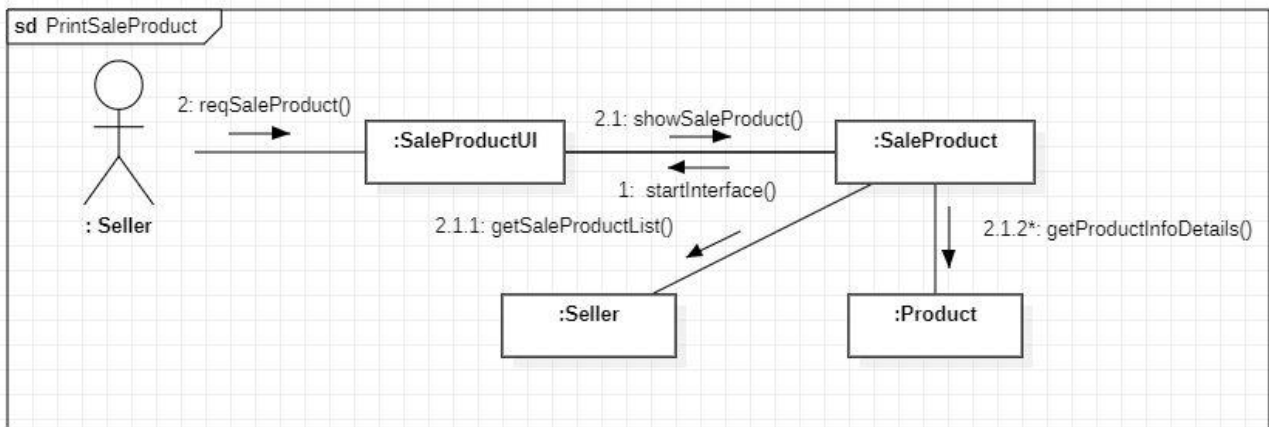 sd PrintSaleProduct
2: reqSaleProduct()
2.1: showSaleProduct()
:SaleProductUI
:SaleProduct
1: startInterface()
: Seller
2.1.1: getSaleProductList()
2.1.2*: getProductInfoDetails()
:Seller
:Product